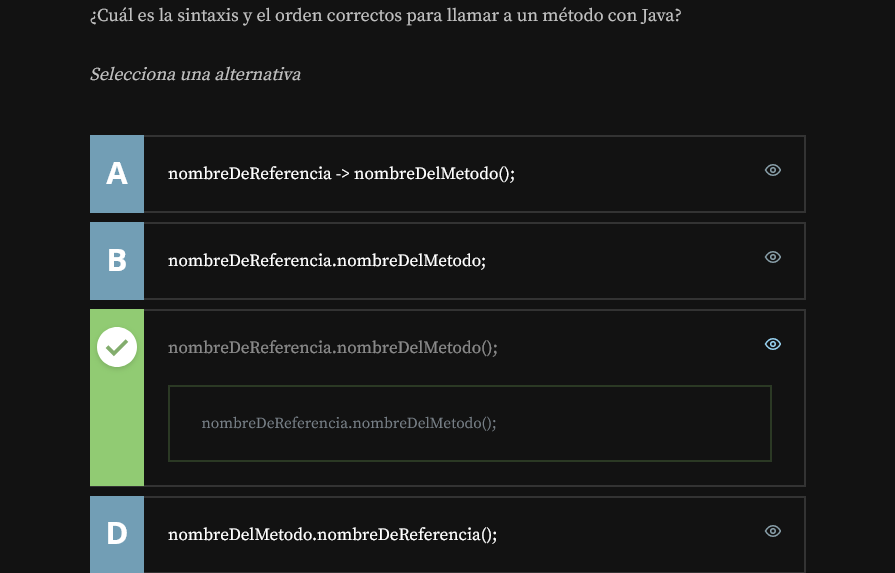 ¿Cuál es la sintaxis y el orden correctos para llamar a un método con Java?
Selecciona una alternativa
A
nombreDeReferencia -> nombreDelMetodo();
B
nombreDeReferencia.nombreDelMetodo;
nombreDeReferencia.nombreDelMetodo();
nombreDeReferencia.nombreDelMetodo();
D
nombreDelMetodo.nombreDeReferencia();